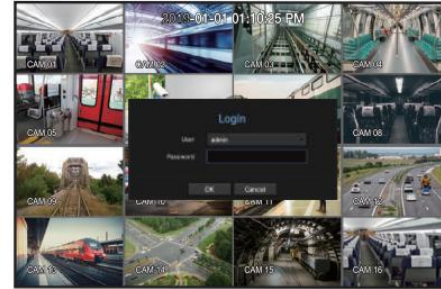 2019-01-01 01:10:25 PM
CAM 01
CAM 02
CAM 03
CAM 04
CAM 05
CAM 08
Login
User admin
Password
OK Cancel
CAM 09
CAM 10
CAM 11
CAM 12
CAM 13
CAM 14
CAM 15
CAM 16